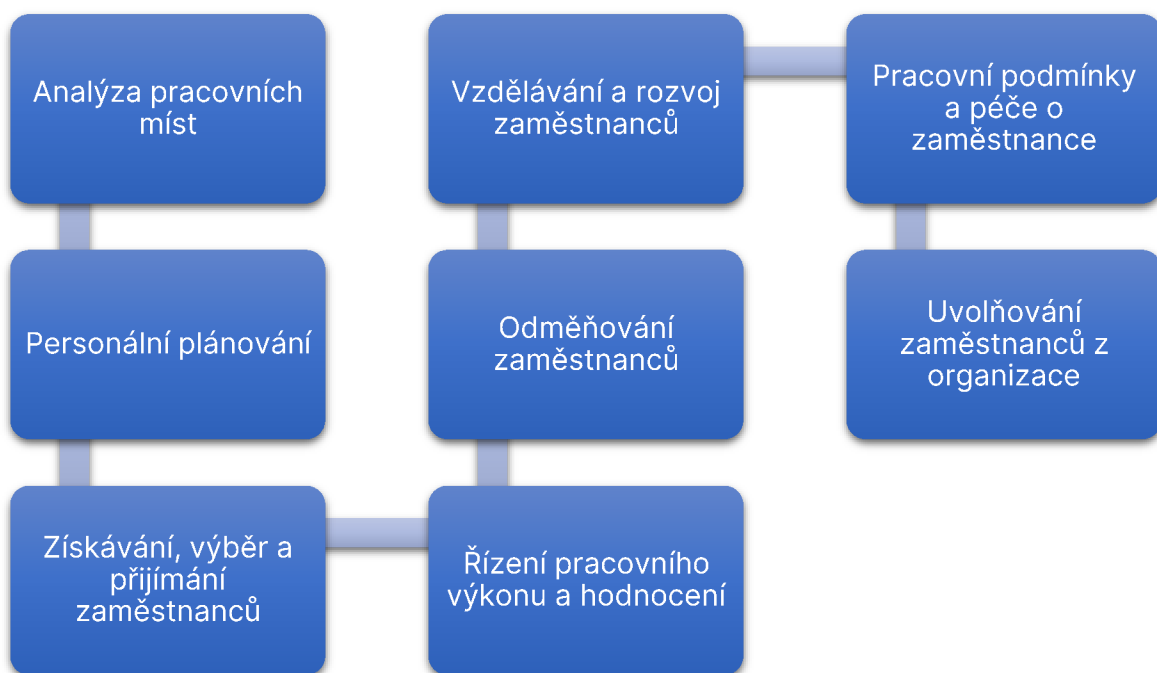 Analýza pracovních
míst
Personální plánování
Získávání, výběr a
přijímání
zaměstnanců
Řízení pracovního
výkonu a hodnocení
Odměňování
zaměstnanců
Vzdělávání a rozvoj
zaměstnanců
Pracovní podmínky
a péče o
zaměstnance
Uvolňování
zaměstnanců z
organizace